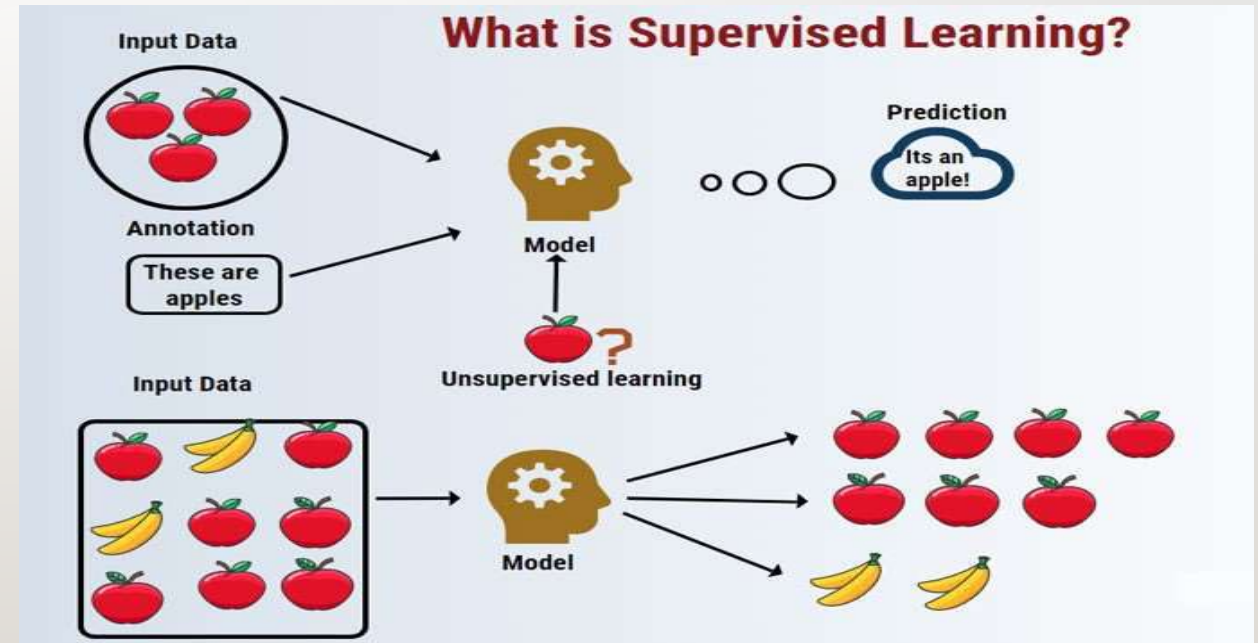 What is Supervised Learning?
Input Data
Prediction
Its an
apple!
Annotation
These are
apples
Model
?
Unsupervised learning
Input Data
Model